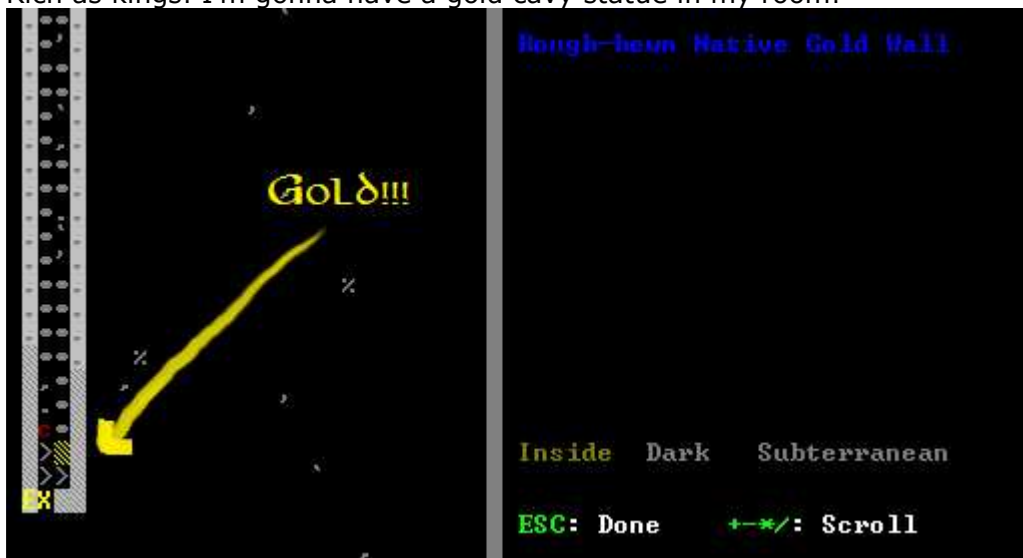 Rich as kings! I'm gonna have a gold cavy statue in my room!
Rough-hewn Native Gold Wall
GoLd!!!
Inside Dark Subterranean
ESC: Done +-*/: Scroll
EX